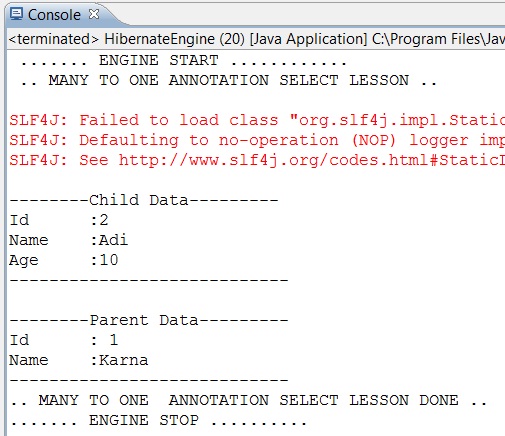 Console
<terminated> HibernateEngine (20) [Java Application] C:\Program Files\Jav
....... ENGINE START ............
.. MANY TO ONE ANNOTATION SELECT LESSON ..
SLF4J: Failed to load class "org.slf4j.impl.Static
SLF4J: Defaulting to no-operation (NOP) logger imp
SLF4J: See http://www.slf4j.org/codes.html#StaticD
--------Child Data---------
Id      :2
Name    :Adi
Age     :10
----------------------------
--------Parent Data---------
Id      : 1
Name    :Karna
----------------------------
.. MANY TO ONE  ANNOTATION SELECT LESSON DONE ..
....... ENGINE STOP ..........